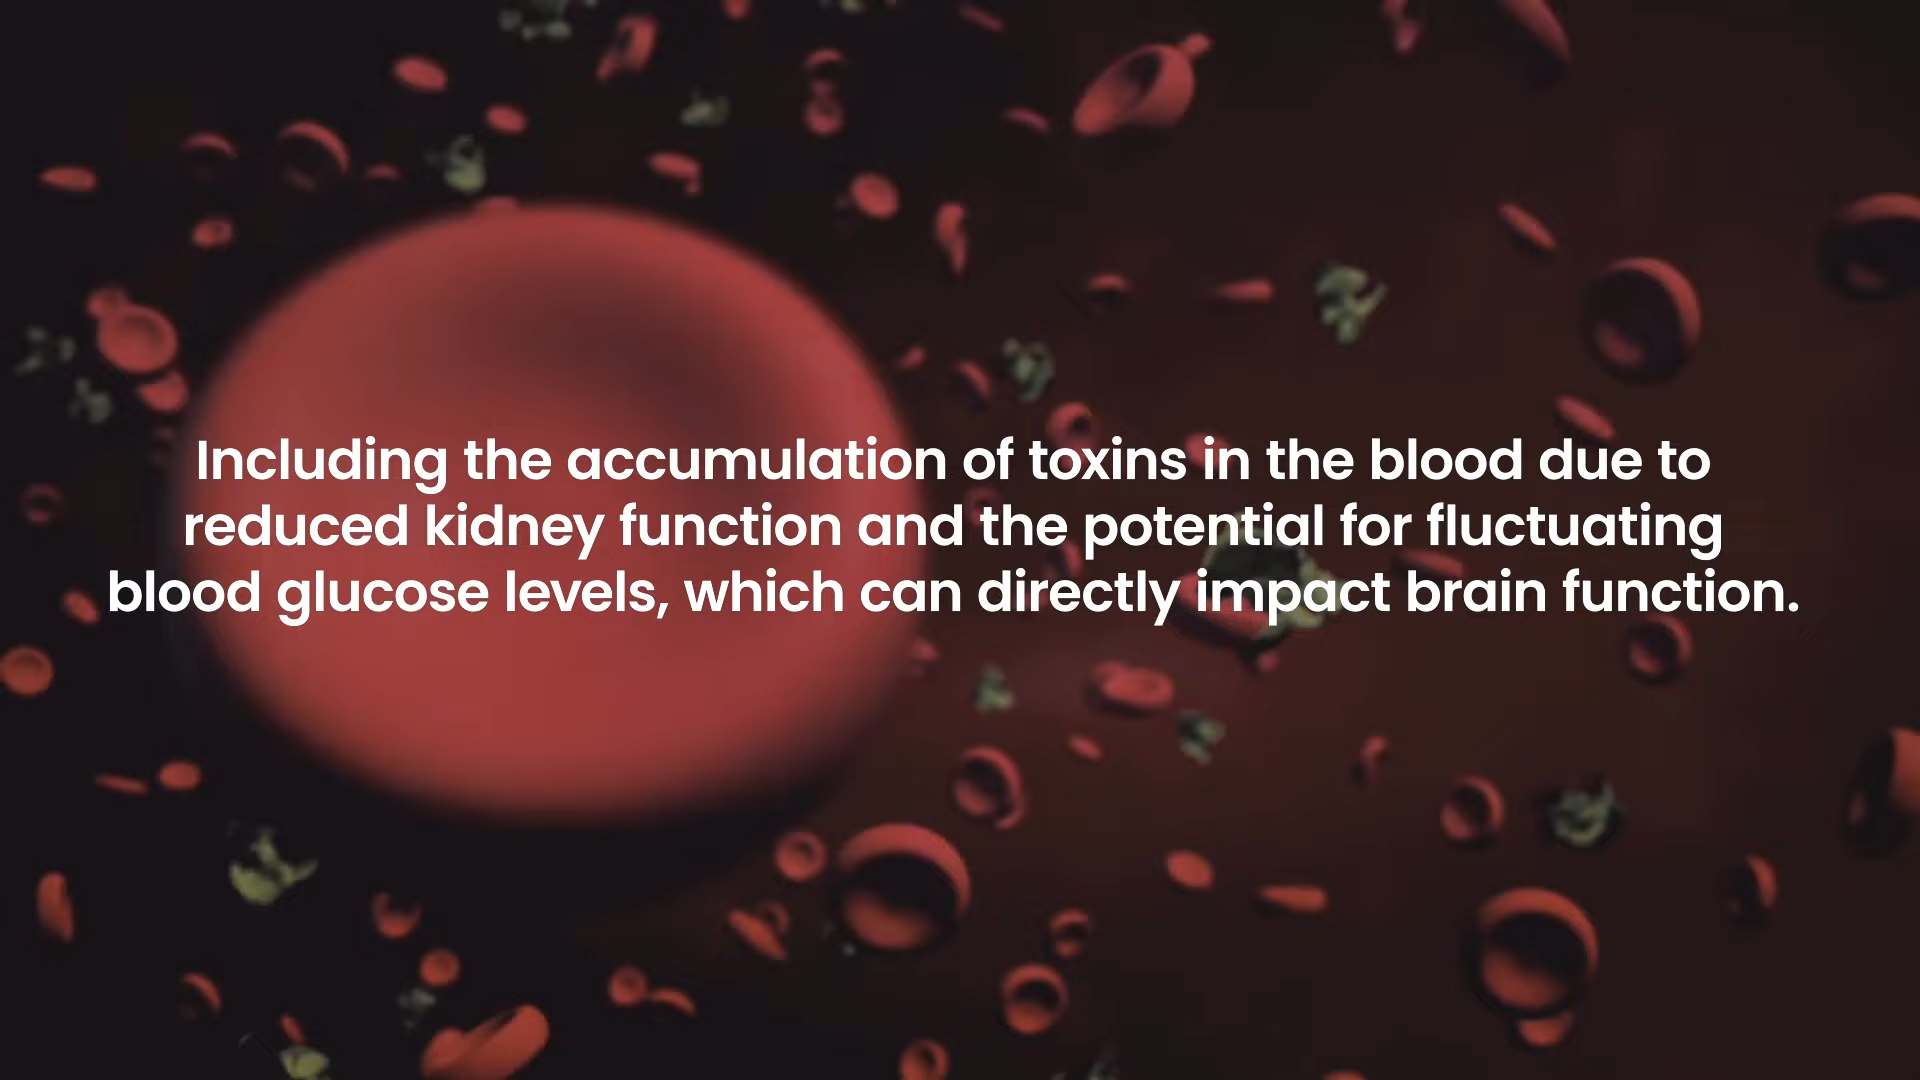 Including the accumulation of toxins in the blood due to
reduced kidney function and the potential for fluctuating
blood glucose levels, which can directly impact brain function.